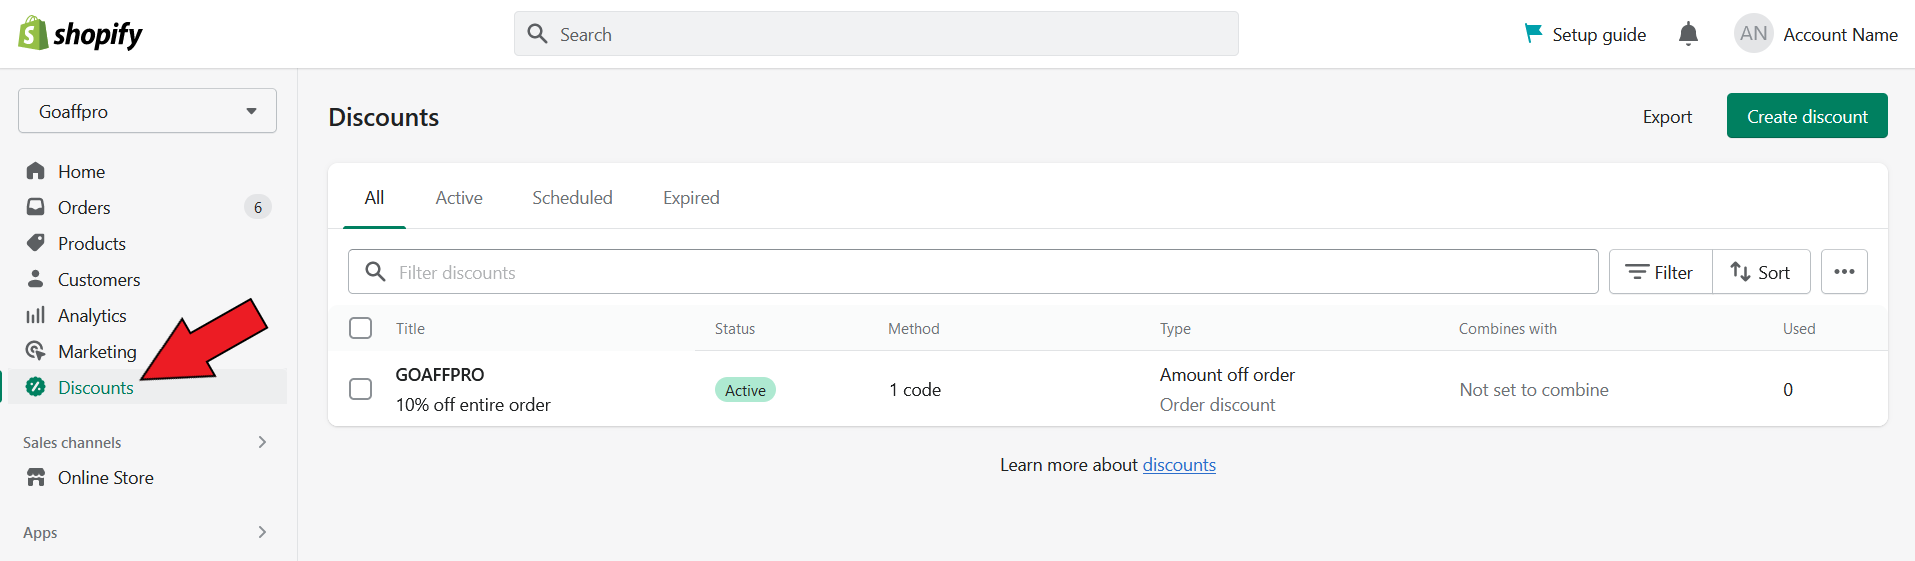 shopify
Search
Setup guide
AN
Account Name
Goaffpro
Home
Orders 6
Products
Customers
Analytics
Marketing
Discounts
Sales channels
Online Store
Apps
Discounts
Export
Create discount
All Active Scheduled Expired
Filter discounts
Filter Sort
Title Status Method Type Combines with Used
GOAFFPRO
10% off entire order
Active
1 code
Amount off order
Order discount
Not set to combine
0
Learn more about discounts